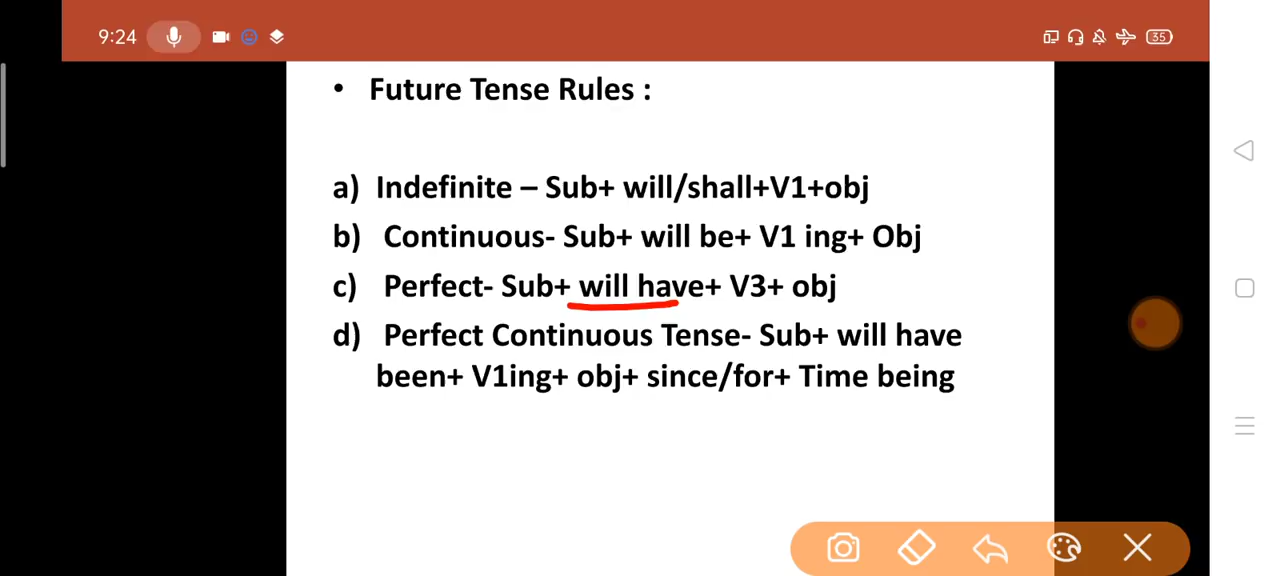 9:24
35
• Future Tense Rules :
a) Indefinite – Sub+ will/shall+V1+obj
b) Continuous- Sub+ will be+ V1 ing+ Obj
c) Perfect- Sub+ will have+ V3+ obj
d) Perfect Continuous Tense- Sub+ will have
been+ V1ing+ obj+ since/for+ Time being